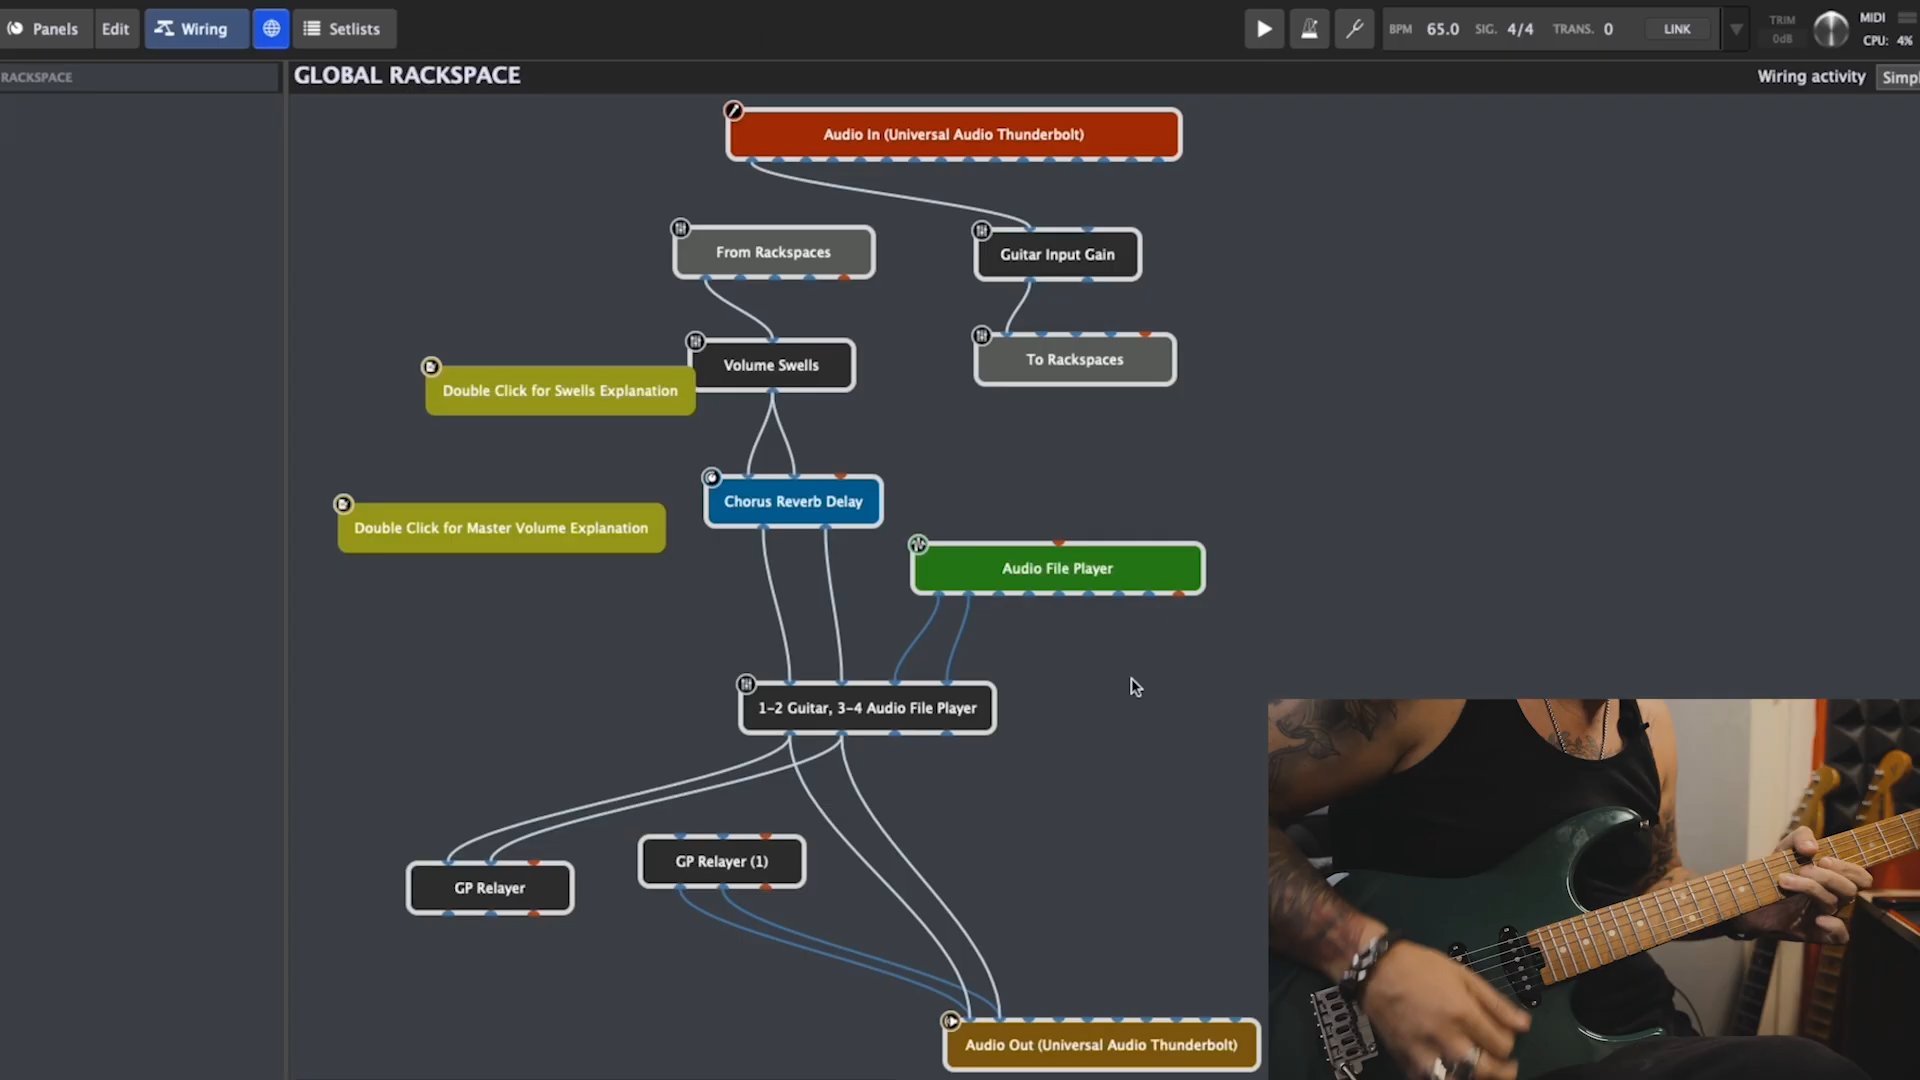 Panels
Edit
Wiring
Setlists
BPM 65.0 SIG. 4/4 TRANS. 0
LINK
TRIM
0dB
MIDI
CPU: 4%
RACKSPACE
GLOBAL RACKSPACE
Wiring activity
Simpl
Audio In (Universal Audio Thunderbolt)
From Rackspaces
Guitar Input Gain
Volume Swells
To Rackspaces
Double Click for Swells Explanation
Chorus Reverb Delay
Double Click for Master Volume Explanation
Audio File Player
1-2 Guitar, 3-4 Audio File Player
GP Relayer (1)
GP Relayer
Audio Out (Universal Audio Thunderbolt)